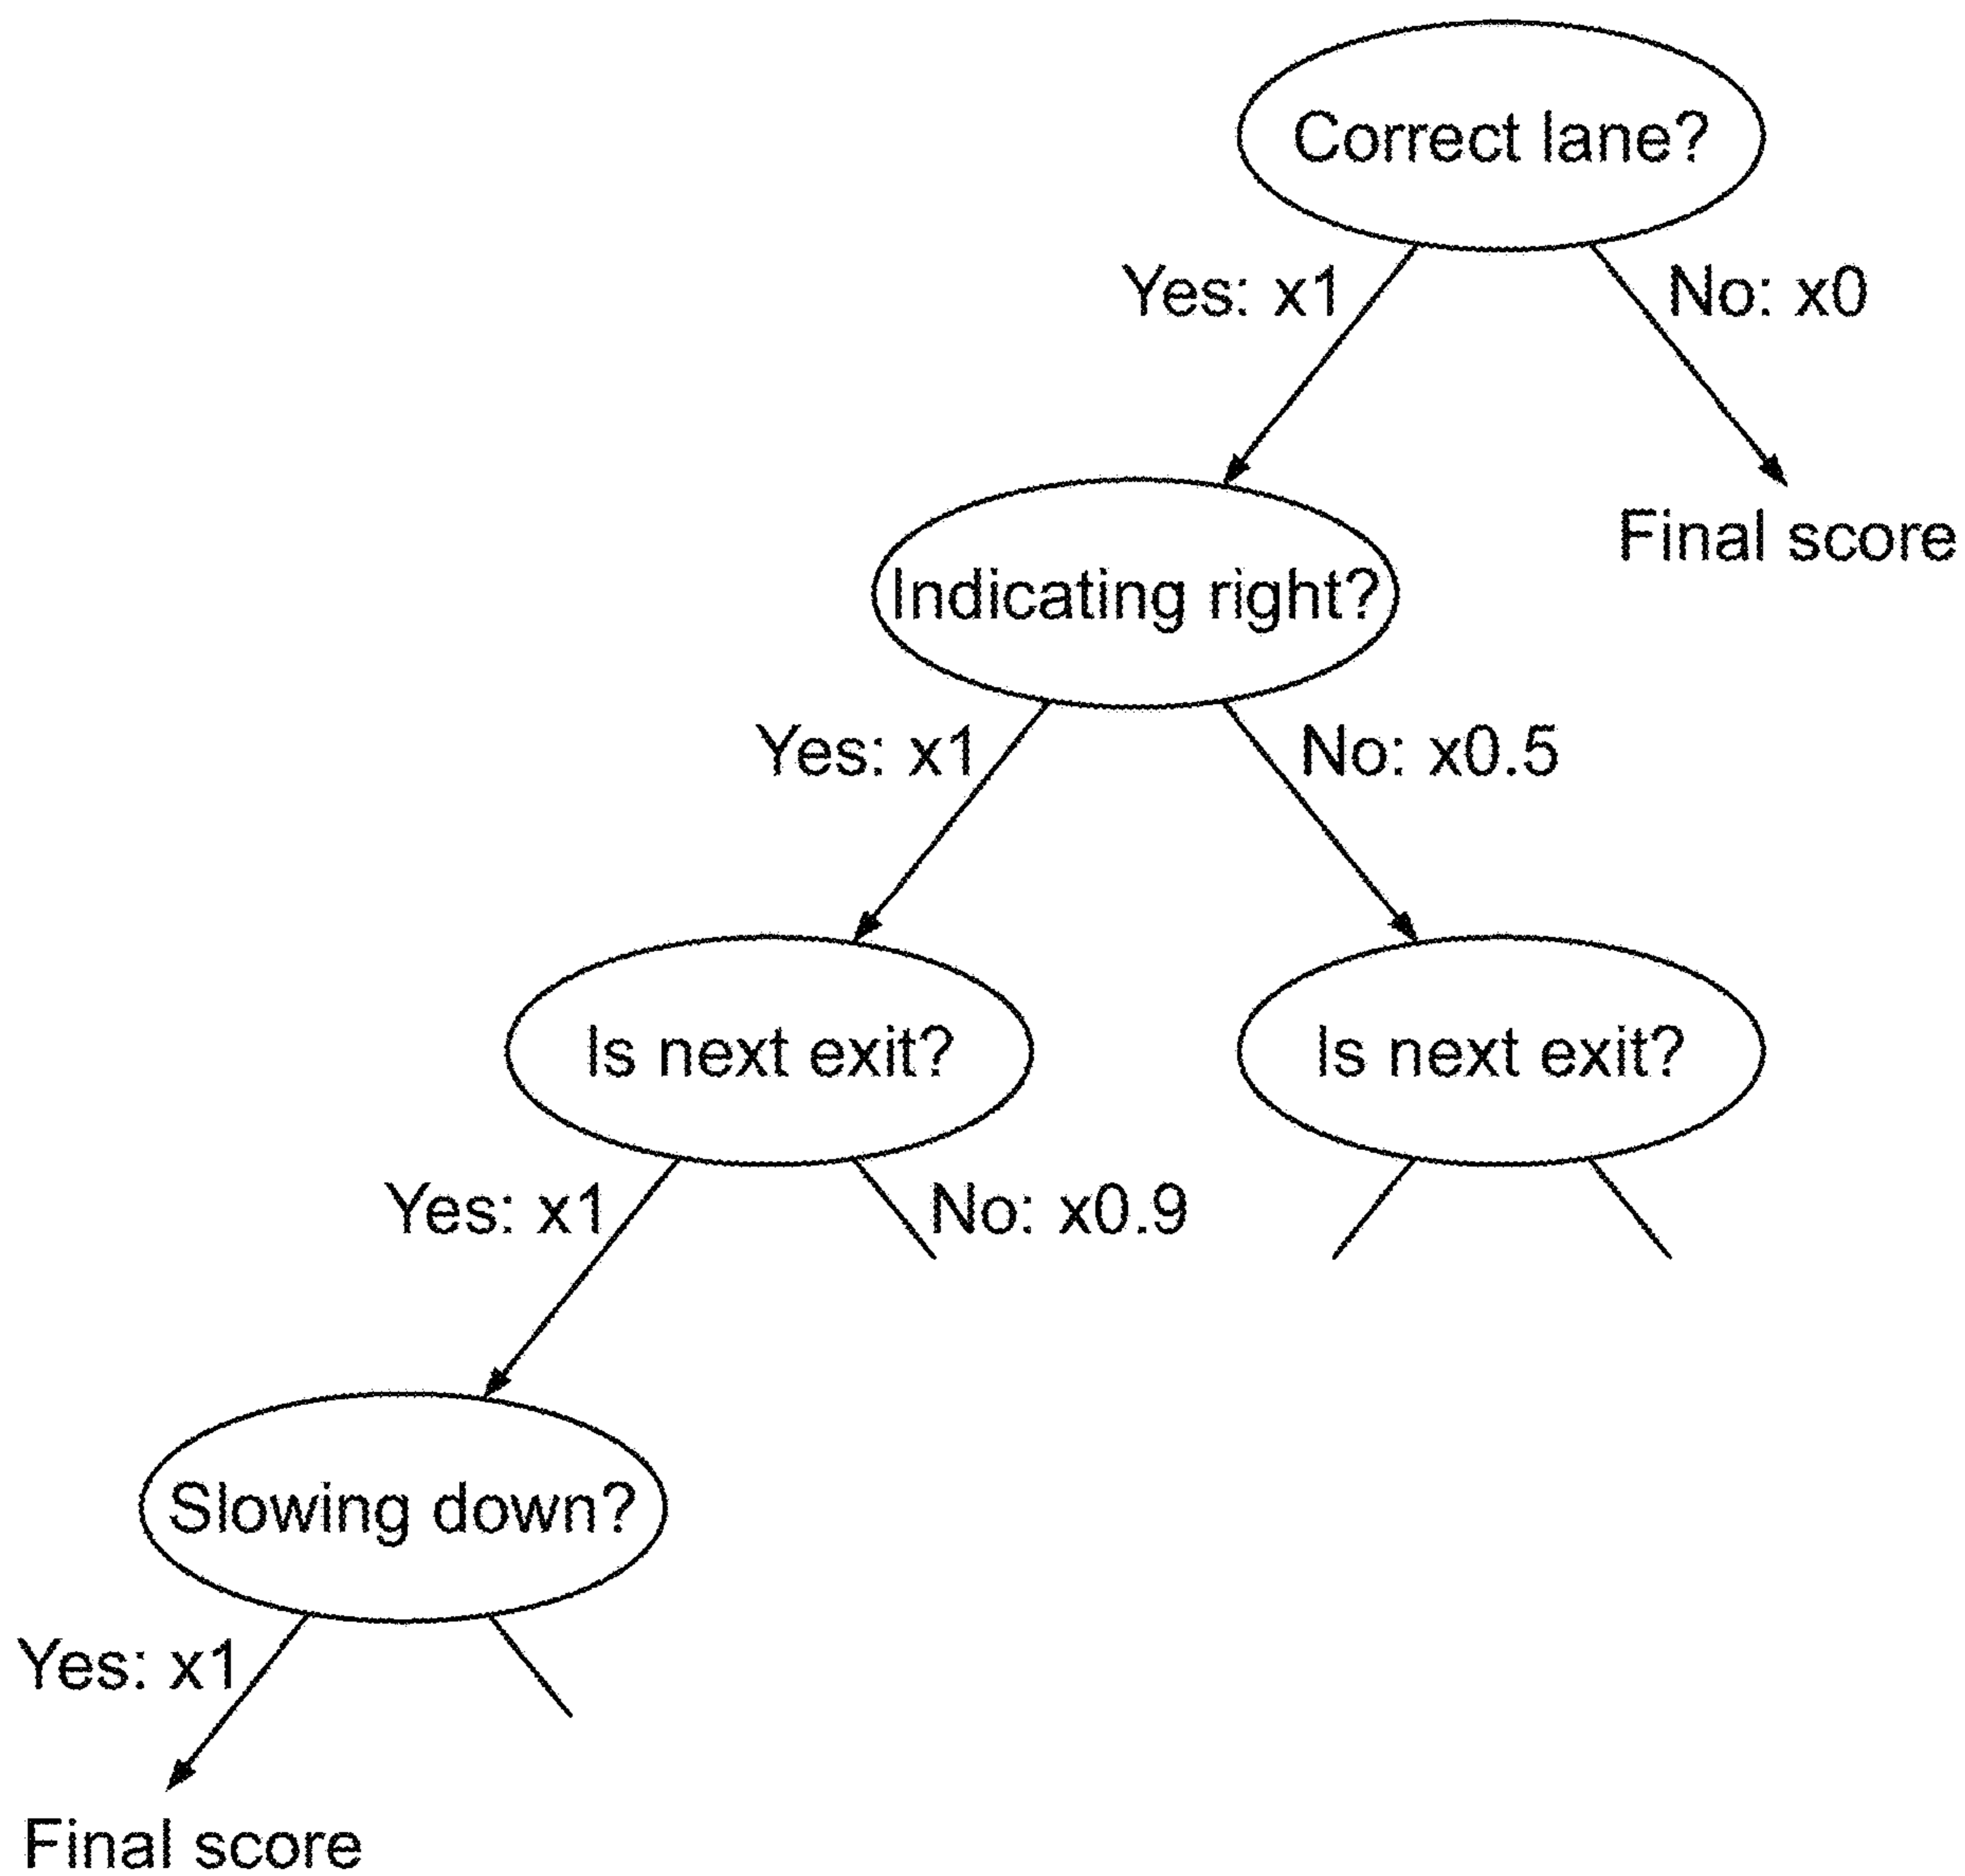 Correct lane?
Yes: x1
No: x0
Final score
Indicating right?
Yes: x1
No: x0.5
Is next exit?
Is next exit?
Yes: x1
No: x0.9
Slowing down?
Yes: x1
Final score